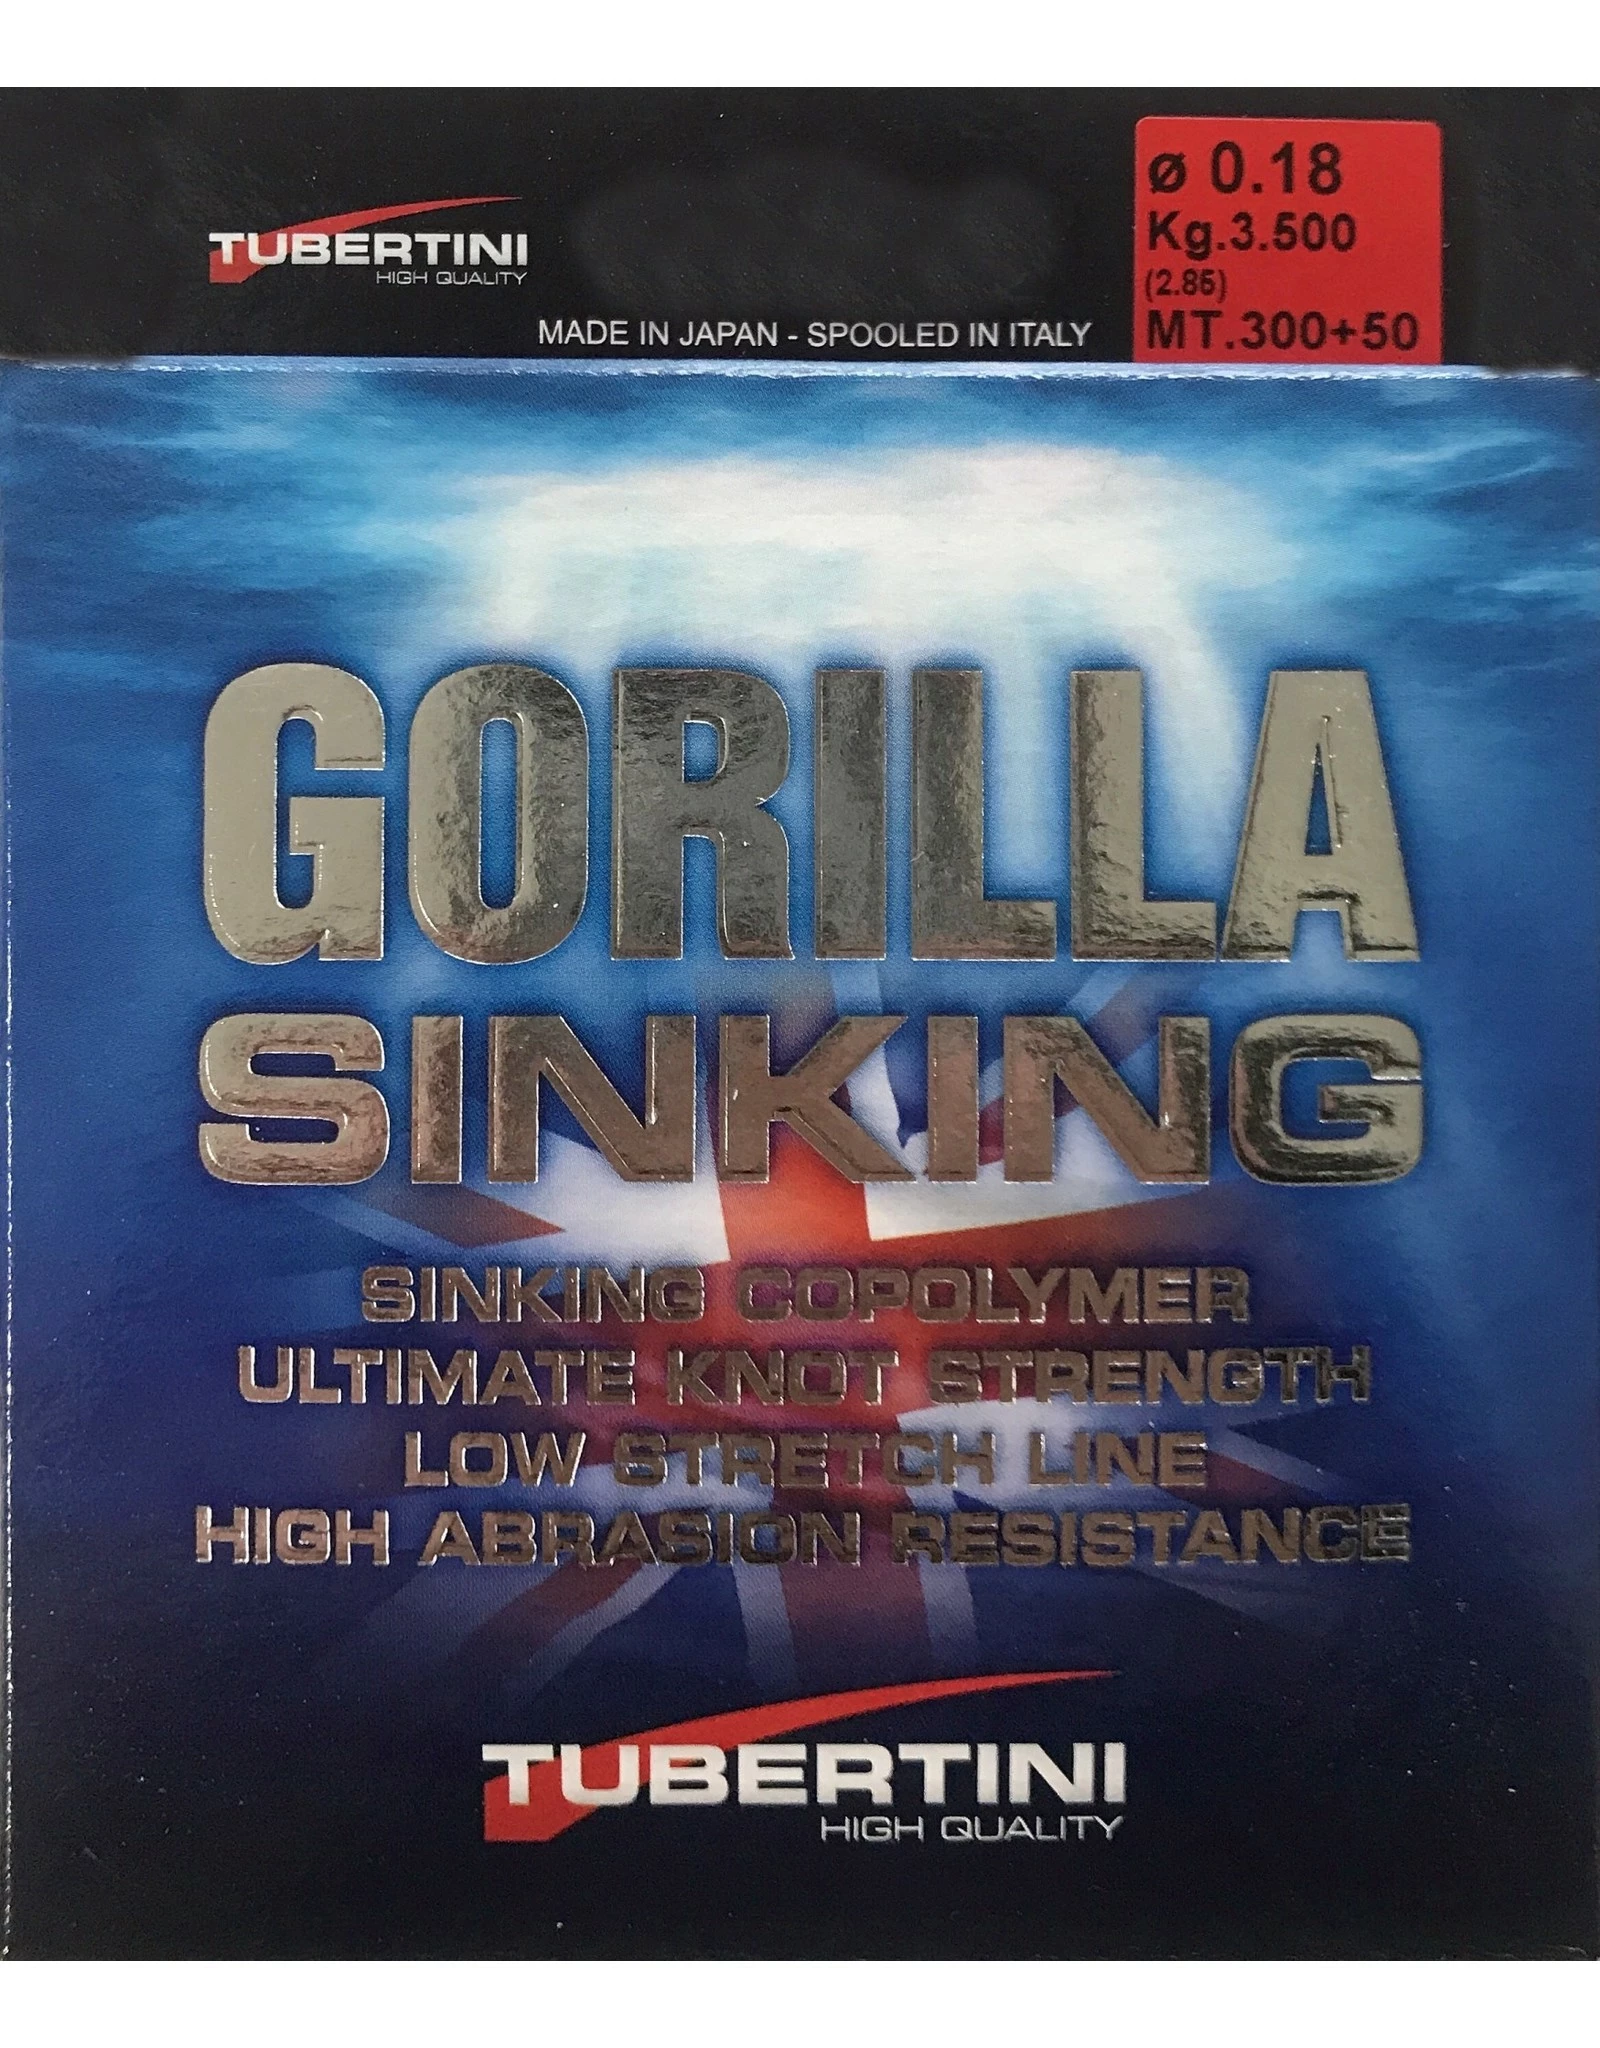 TUBERTINI
HIGH QUALITY
MADE IN JAPAN - SPOOLED IN ITALY
ø 0.18
Kg.3.500
(2.85)
MT.300+50
GORILLA
SINKING
SINKING COPOLYMER
ULTIMATE KNOT STRENGTH
LOW STRETCH LINE
HIGH ABRASION RESISTANCE
TUBERTINI
HIGH QUALITY